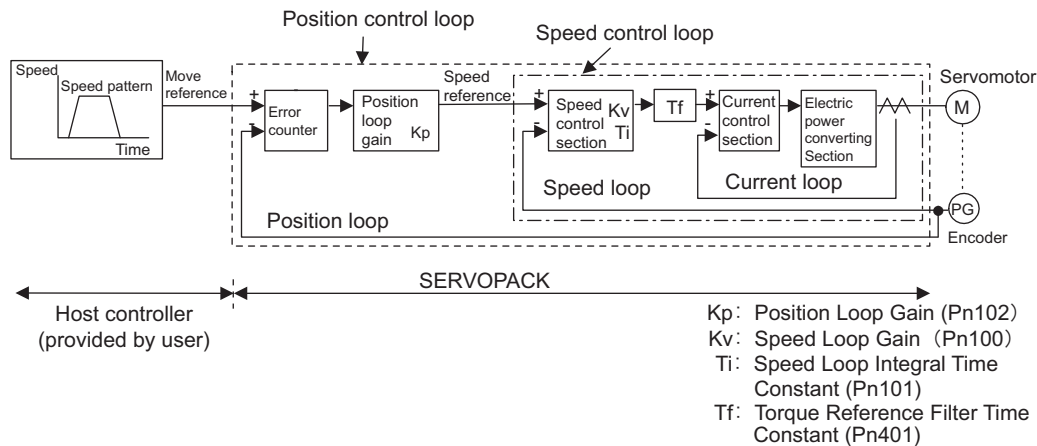 Position control loop
Speed control loop
Speed
Speed pattern
Time
Move
reference
+
-
Error
counter
Position
loop
gain Kp
Speed
reference
+
-
Speed
control
section
Kv
Ti
Tf
+
-
Current
control
section
Electric
power
converting
Section
Servomotor
M
Speed loop
Current loop
Position loop
PG
Encoder
SERVOPACK
Host controller
(provided by user)
Kp: Position Loop Gain (Pn102)
Kv: Speed Loop Gain (Pn100)
Ti: Speed Loop Integral Time
Constant (Pn101)
Tf: Torque Reference Filter Time
Constant (Pn401)